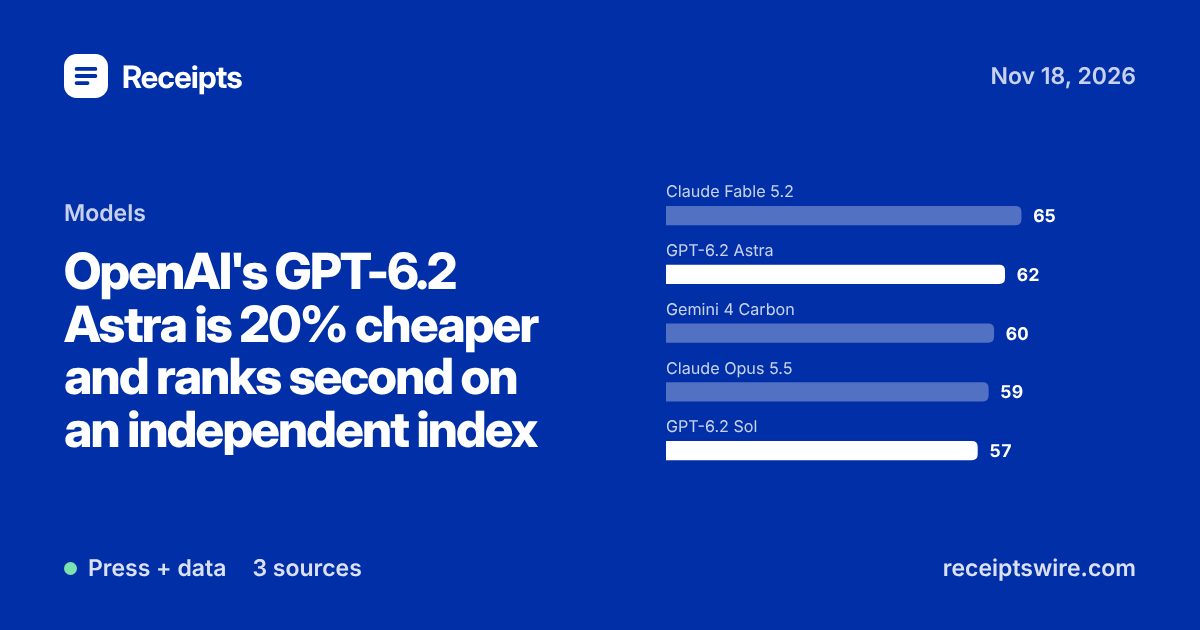 Receipts
Nov 18, 2026
Models
OpenAI's GPT-6.2
Astra is 20% cheaper
and ranks second on
an independent index
Claude Fable 5.2
65
GPT-6.2 Astra
62
Gemini 4 Carbon
60
Claude Opus 5.5
59
GPT-6.2 Sol
57
Press + data 3 sources
receiptswire.com